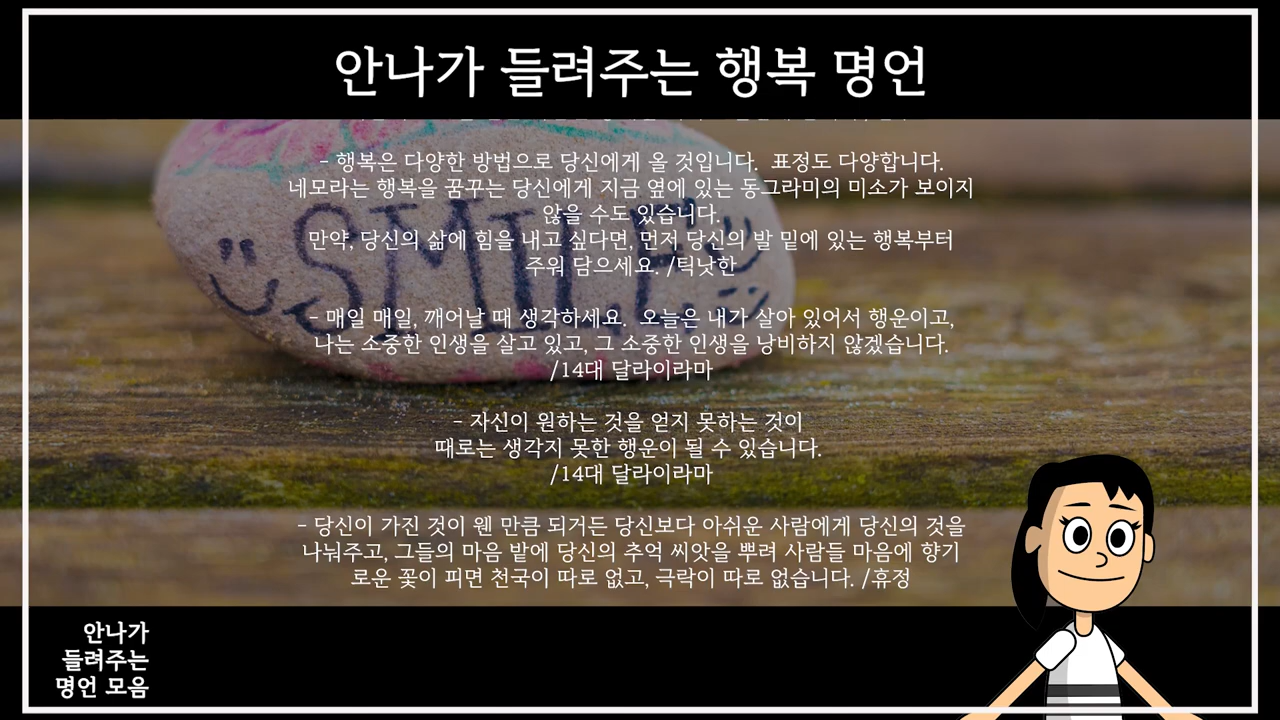 안나가 들려주는 행복 명언
- 행복은 다양한 방법으로 당신에게 올 것입니다. 표정도 다양합니다.
네모라는 행복을 꿈꾸는 당신에게 지금 옆에 있는 동그라미의 미소가 보이지
않을 수도 있습니다.
만약, 당신의 삶에 힘을 내고 싶다면, 먼저 당신의 발 밑에 있는 행복부터
주워 담으세요. /틱낫한
- 매일 매일, 깨어날 때 생각하세요. 오늘은 내가 살아 있어서 행운이고,
나는 소중한 인생을 살고 있고, 그 소중한 인생을 낭비하지 않겠습니다.
/14대 달라이라마
- 자신이 원하는 것을 얻지 못하는 것이
때로는 생각지 못한 행운이 될 수 있습니다.
/14대 달라이라마
- 당신이 가진 것이 웬 만큼 되거든 당신보다 아쉬운 사람에게 당신의 것을
나눠주고, 그들의 마음 밭에 당신의 추억 씨앗을 뿌려 사람들 마음에 향기
로운 꽃이 피면 천국이 따로 없고, 극락이 따로 없습니다. /휴정
SMILE
안나가
들려주는
명언 모음